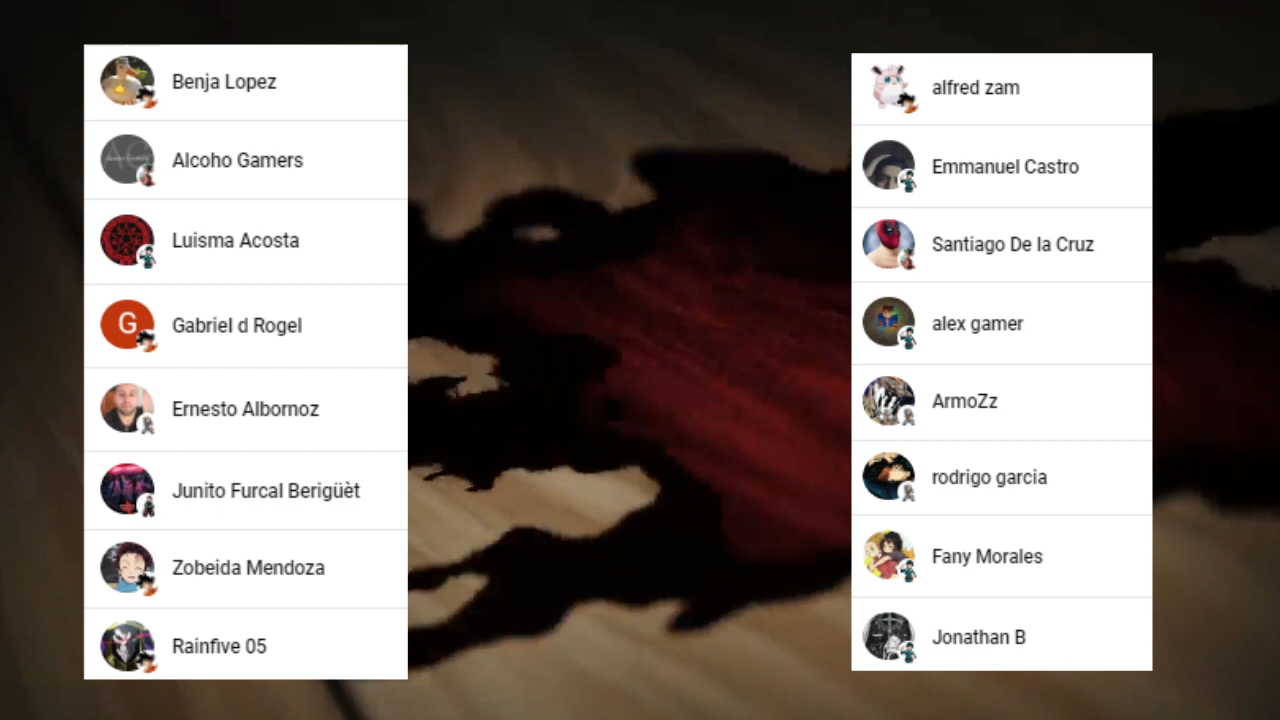 Benja Lopez
Alcoho Gamers
Luisma Acosta
G
Gabriel d Rogel
Ernesto Albornoz
Junito Furcal Berigüèt
Zobeida Mendoza
Rainfive 05
alfred zam
Emmanuel Castro
Santiago De la Cruz
alex gamer
ArmoZz
rodrigo garcia
Fany Morales
Jonathan B